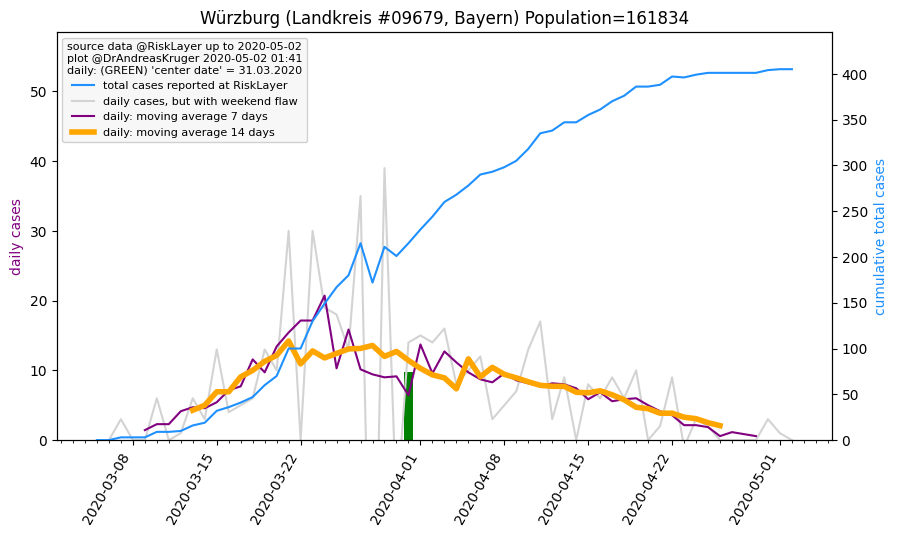 Würzburg (Landkreis #09679, Bayern) Population=161834
source data @RiskLayer up to 2020-05-02
plot @DrAndreasKruger 2020-05-02 01:41
daily: (GREEN) 'center date' = 31.03.2020
total cases reported at RiskLayer
daily cases, but with weekend flaw
daily: moving average 7 days
daily: moving average 14 days
daily cases
50
40
30
20
10
0
cumulative total cases
400
350
300
250
200
150
100
50
0
2020-03-08
2020-03-15
2020-03-22
2020-04-01
2020-04-08
2020-04-15
2020-04-22
2020-05-01